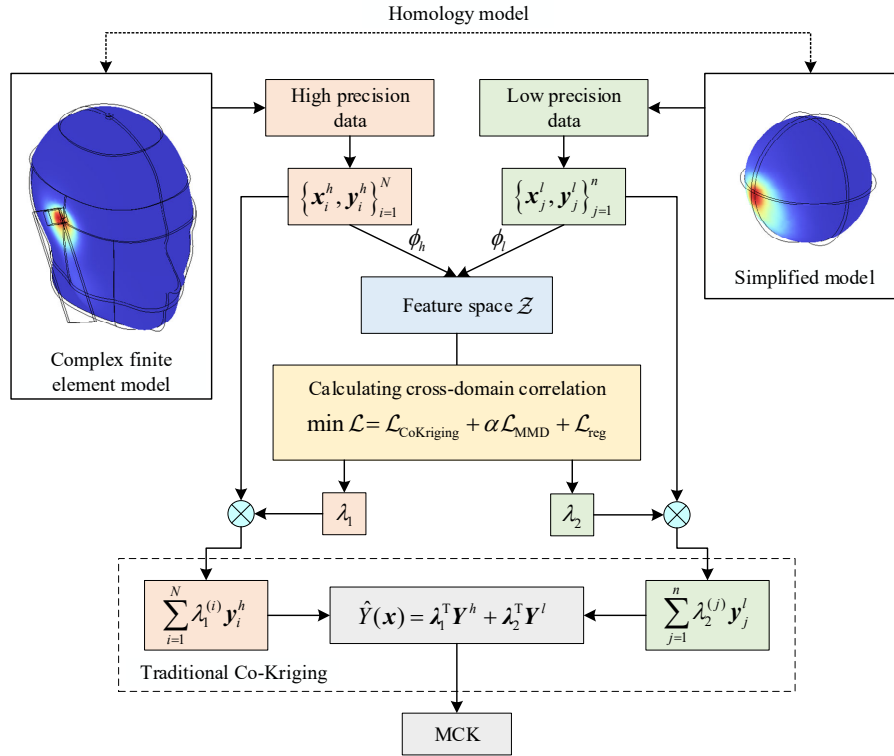 Homology model
High precision
data
Low precision
data
{x_i^h, y_i^h}_{i=1}^N
{x_j^l, y_j^l}_{j=1}^n
ϕ_h
ϕ_l
Simplified model
Feature space 𝒵
Complex finite
element model
Calculating cross-domain correlation
min ℒ = ℒ_CoKriging + αℒ_MMD + ℒ_reg
λ_1
λ_2
∑_{i=1}^N λ_1^{(i)} y_i^h
Ŷ(x) = λ_1^T Y^h + λ_2^T Y^l
∑_{j=1}^n λ_2^{(j)} y_j^l
Traditional Co-Kriging
MCK